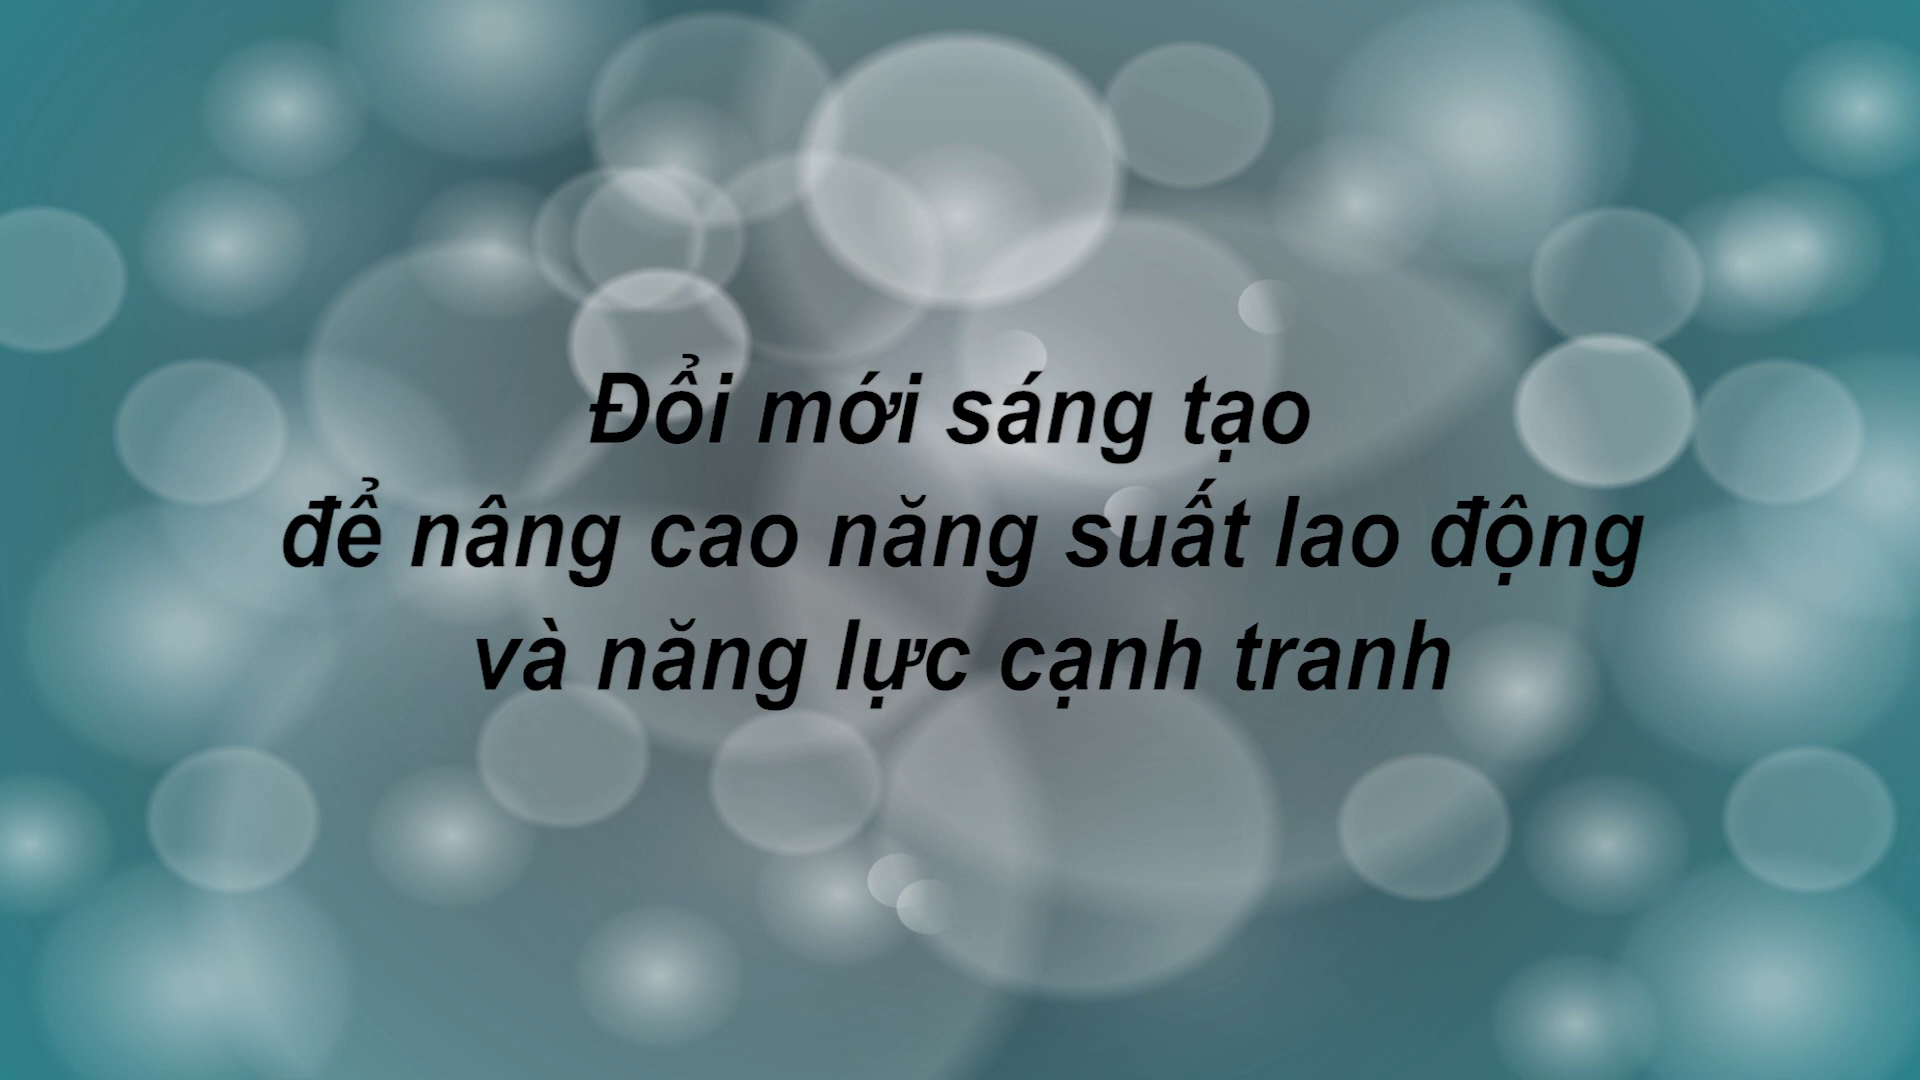 Đổi mới sáng tạo
để nâng cao năng suất lao động
và năng lực cạnh tranh